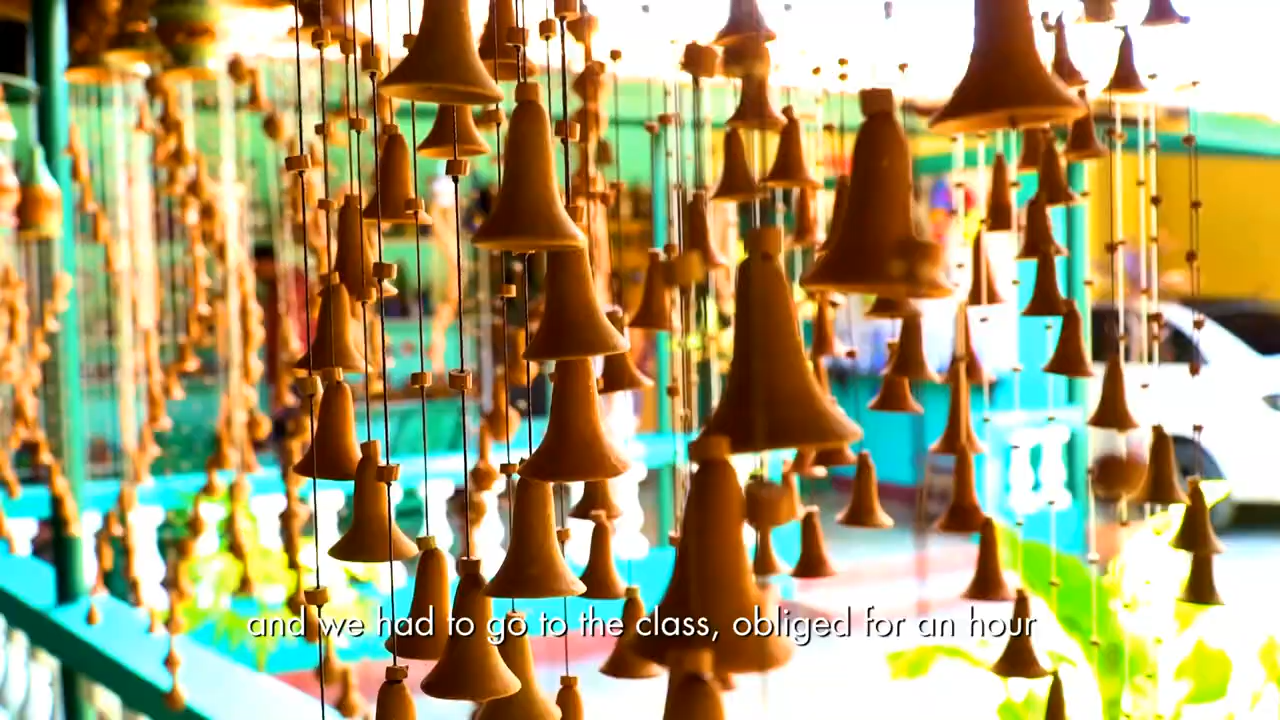 and we had to go to the class, obliged for an hour